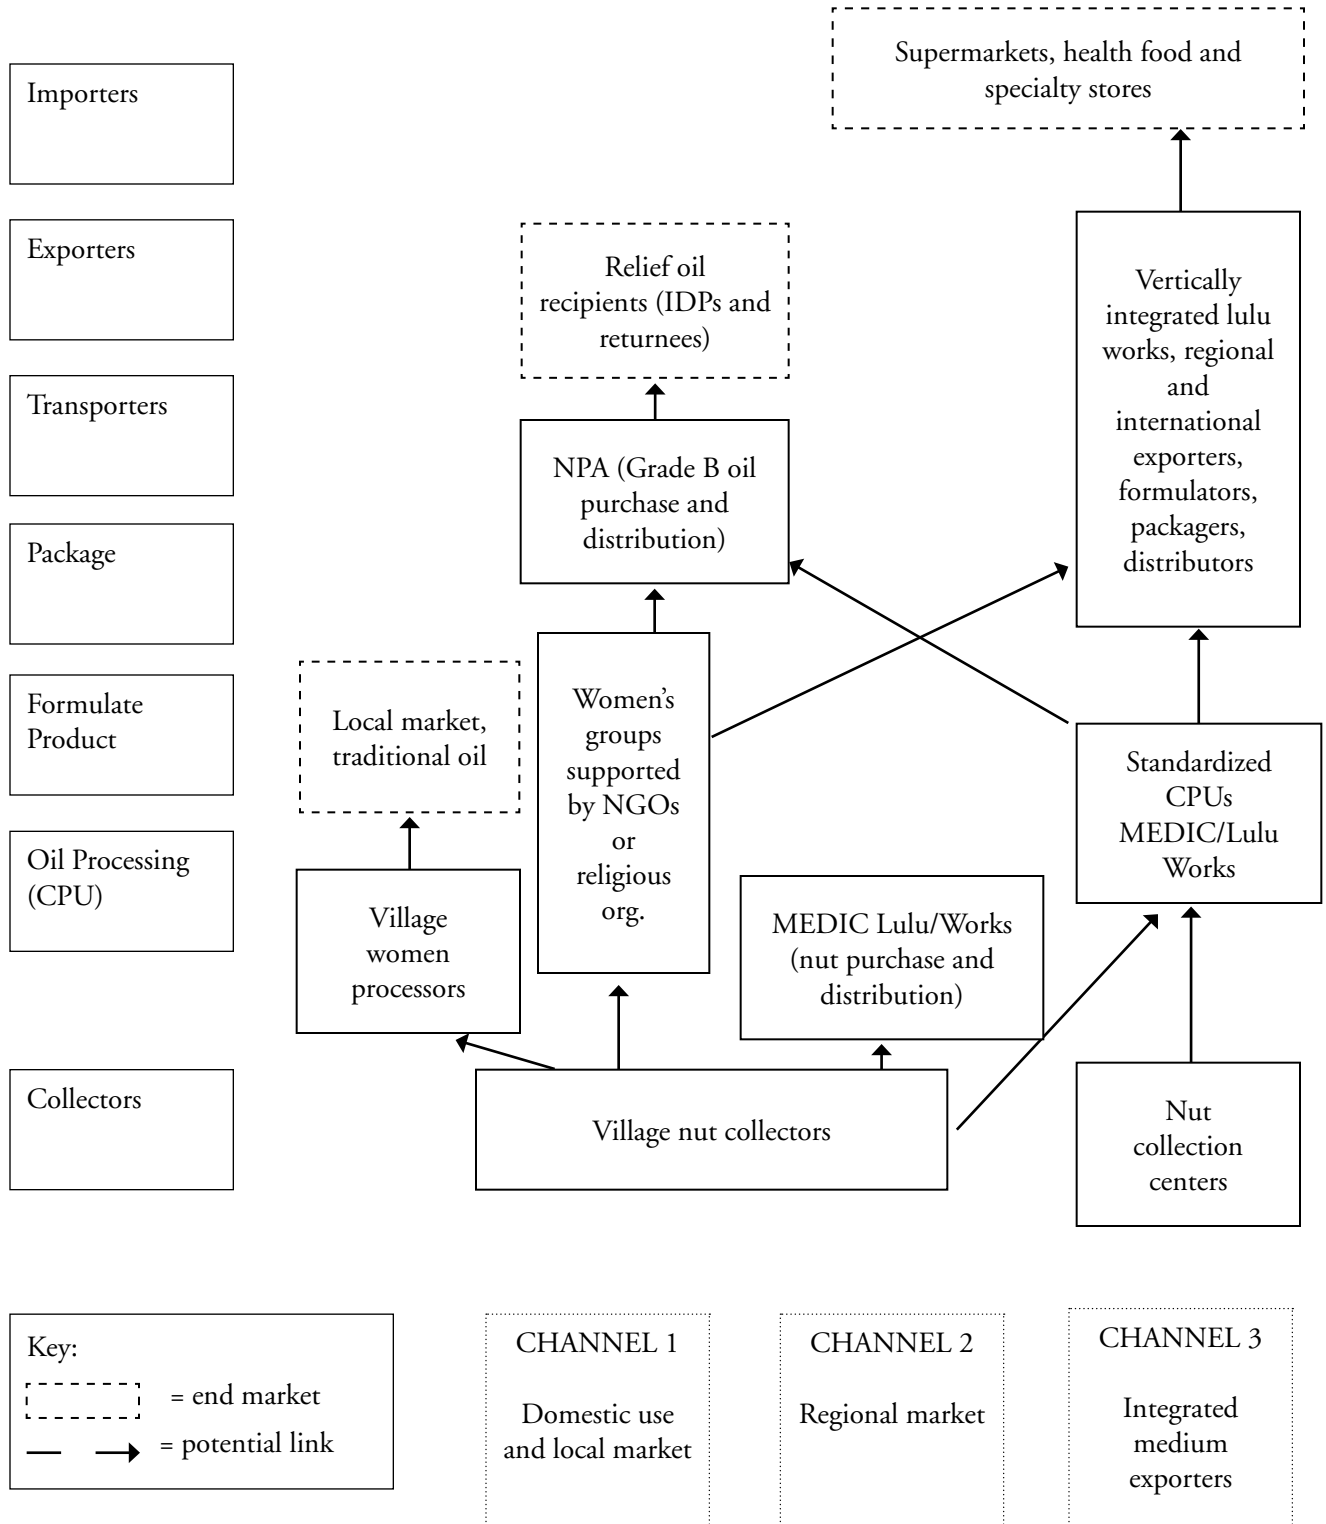 Supermarkets, health food and
specialty stores
Importers
Exporters
Relief oil
recipients (IDPs and
returnees)
Vertically
integrated lulu
works, regional
and
international
exporters,
formulators,
packagers,
distributors
Transporters
NPA (Grade B oil
purchase and
distribution)
Package
Formulate
Product
Local market,
traditional oil
Women’s
groups
supported
by NGOs
or
religious
org.
Standardized
CPUs
MEDIC/Lulu
Works
Oil Processing
(CPU)
Village
women
processors
MEDIC Lulu/Works
(nut purchase and
distribution)
Collectors
Village nut collectors
Nut
collection
centers
Key:
= end market
= potential link
CHANNEL 1
Domestic use
and local market
CHANNEL 2
Regional market
CHANNEL 3
Integrated
medium
exporters